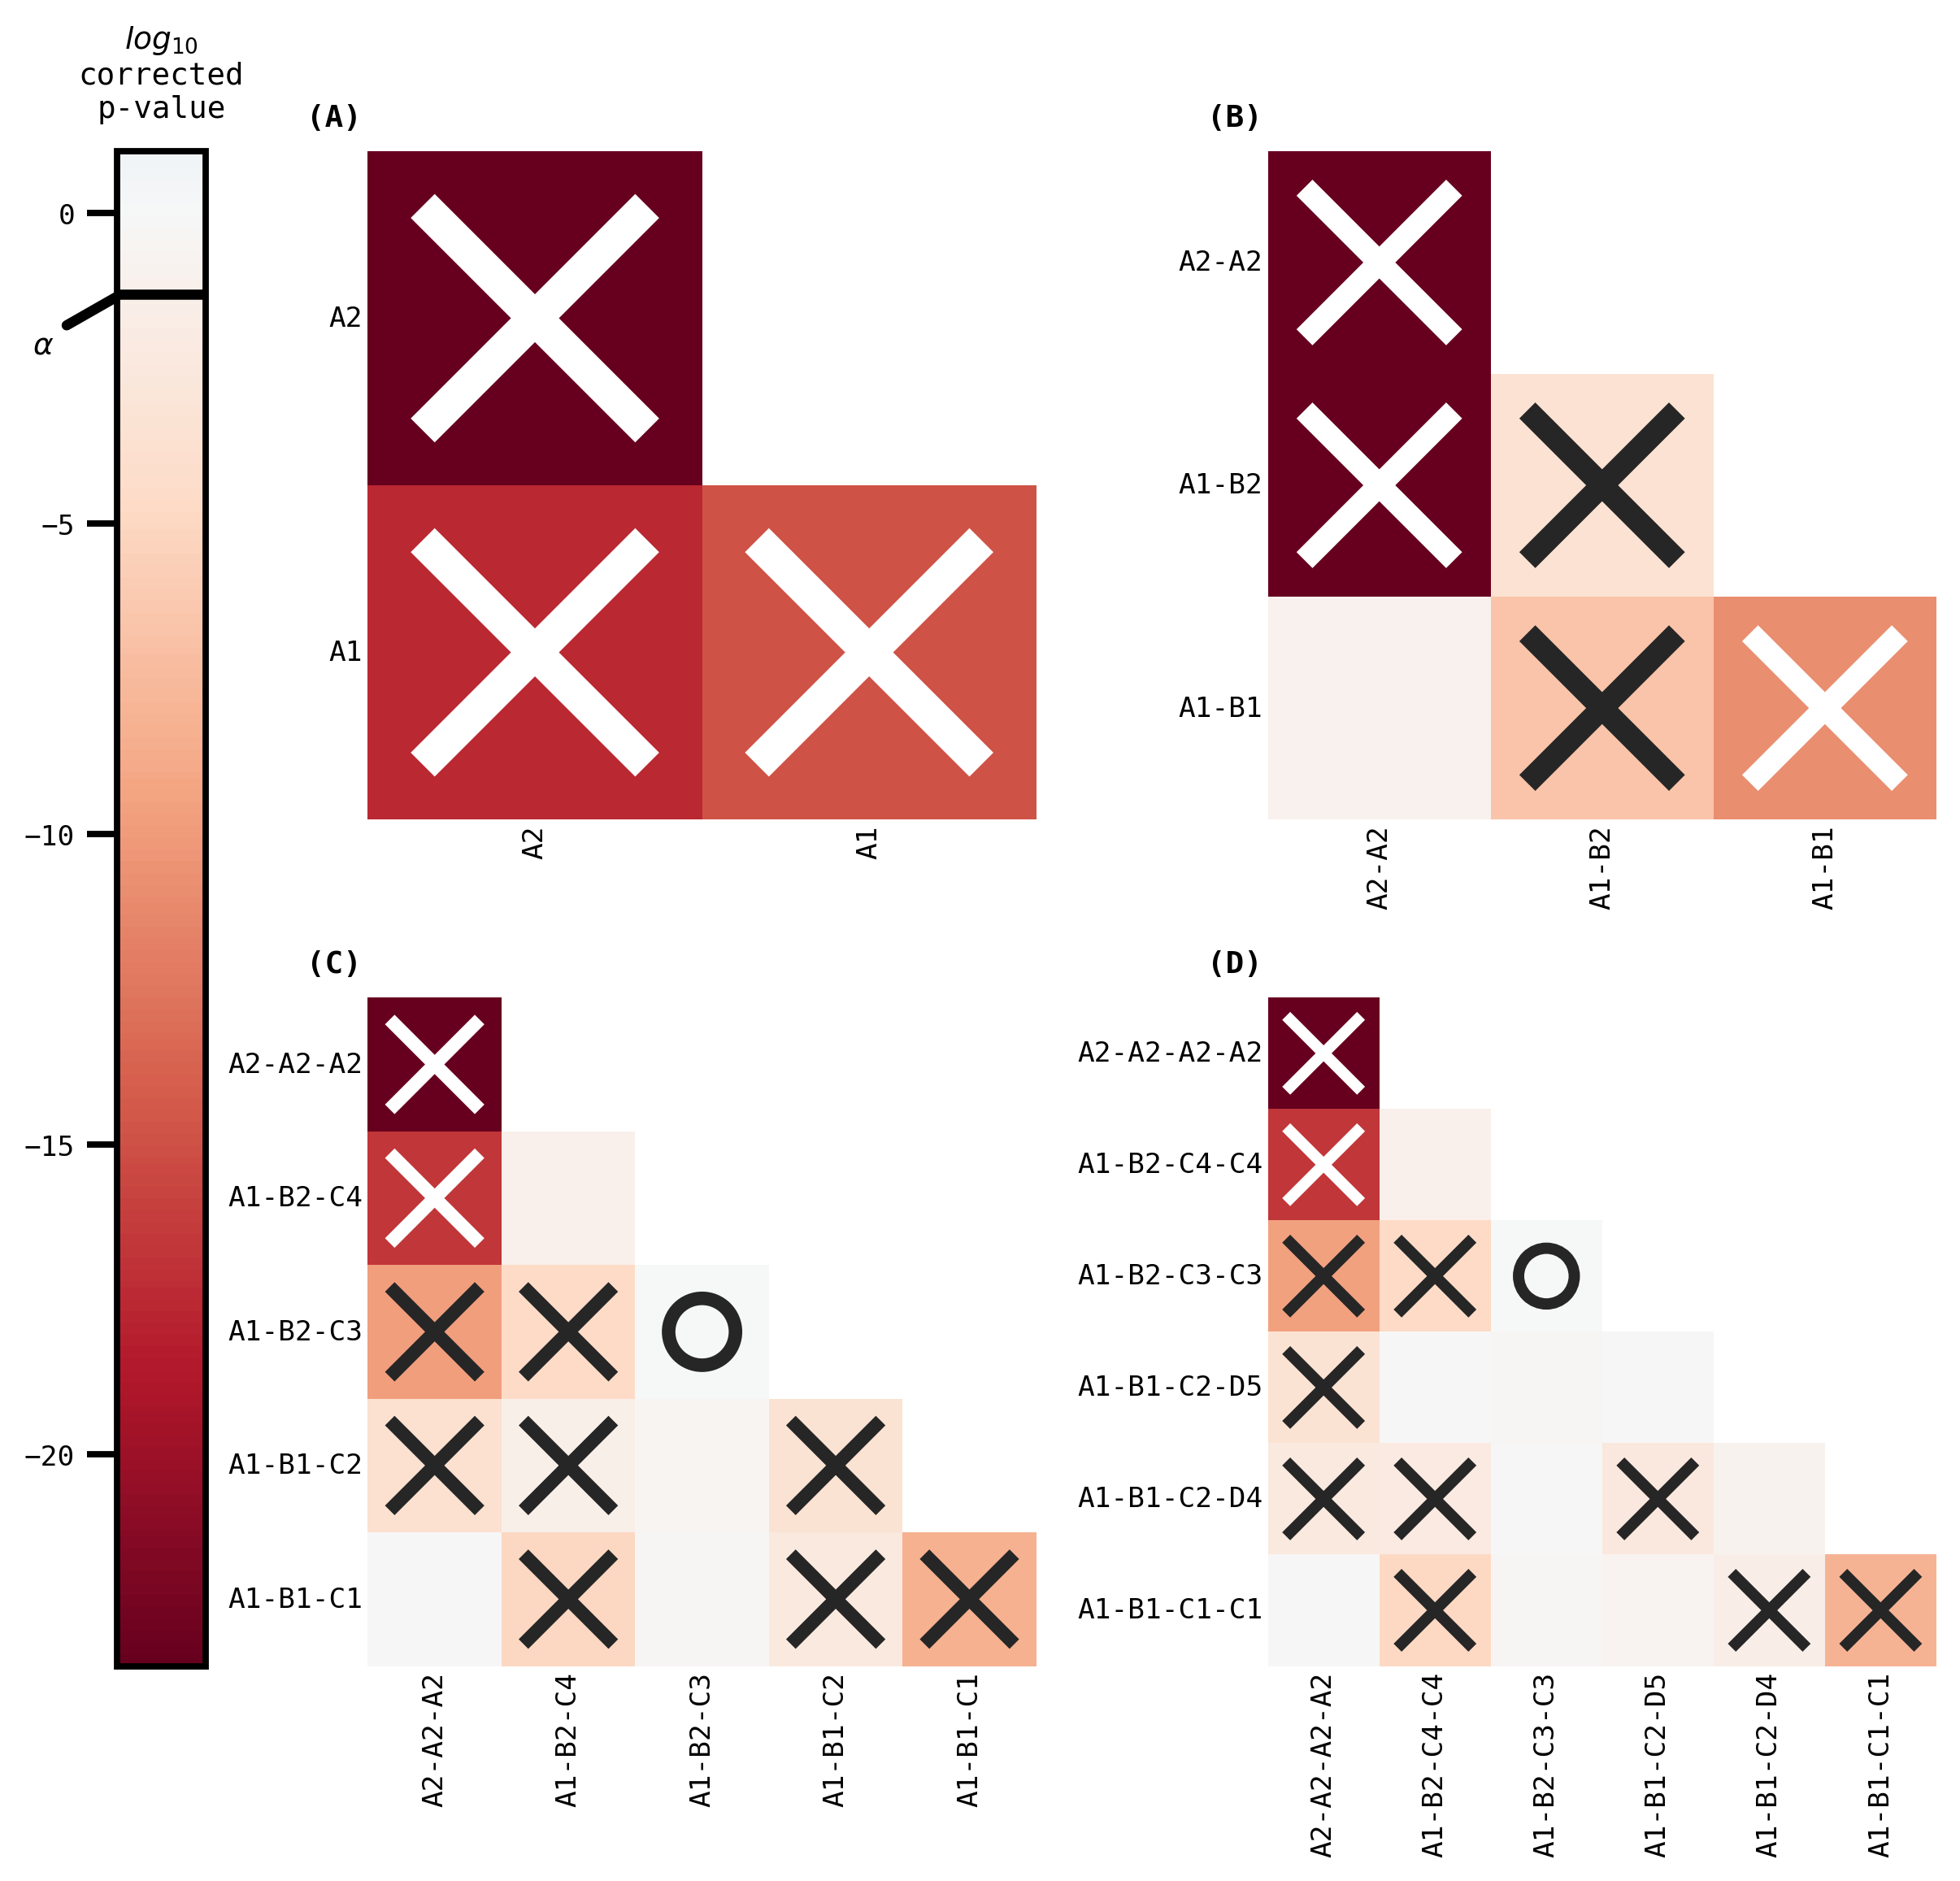 log10
corrected
p-value
0
α
−5
−10
−15
−20
(A)
A2
A1
A2
A1
(B)
A2-A2
A1-B2
A1-B1
A2-A2
A1-B2
A1-B1
(C)
A2-A2-A2
A1-B2-C4
A1-B2-C3
A1-B1-C2
A1-B1-C1
A2-A2-A2
A1-B2-C4
A1-B2-C3
A1-B1-C2
A1-B1-C1
(D)
A2-A2-A2-A2
A1-B2-C4-C4
A1-B2-C3-C3
A1-B1-C2-D5
A1-B1-C2-D4
A1-B1-C1-C1
A2-A2-A2-A2
A1-B2-C4-C4
A1-B2-C3-C3
A1-B1-C2-D5
A1-B1-C2-D4
A1-B1-C1-C1